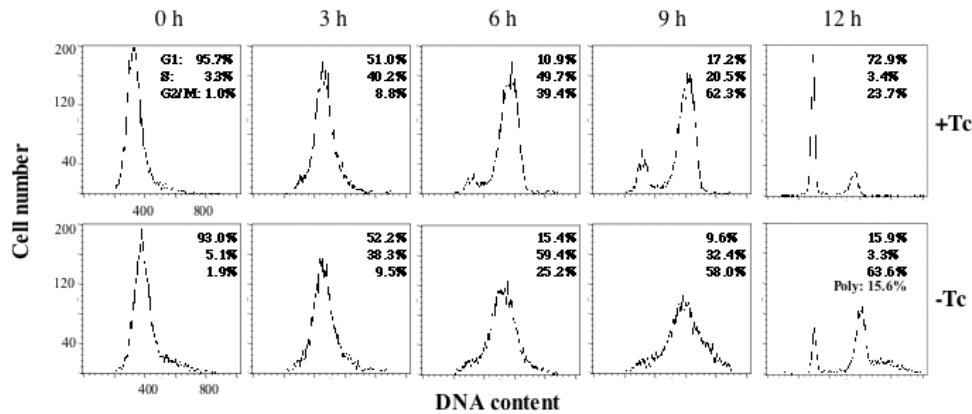 0 h 3 h 6 h 9 h 12 h
200 G1: 95.7% 51.0% 10.9% 17.2% 72.9%
S: 3.3% 40.2% 49.7% 20.5% 3.4%
G2/M: 1.0% 8.8% 39.4% 62.3% 23.7%
120
+Tc
40
Cell number
400 800
200 93.0% 52.2% 15.4% 9.6% 15.9%
5.1% 38.3% 59.4% 32.4% 3.3%
1.9% 9.5% 25.2% 58.0% 63.6%
Poly: 15.6%
120
-Tc
40
400 800
DNA content